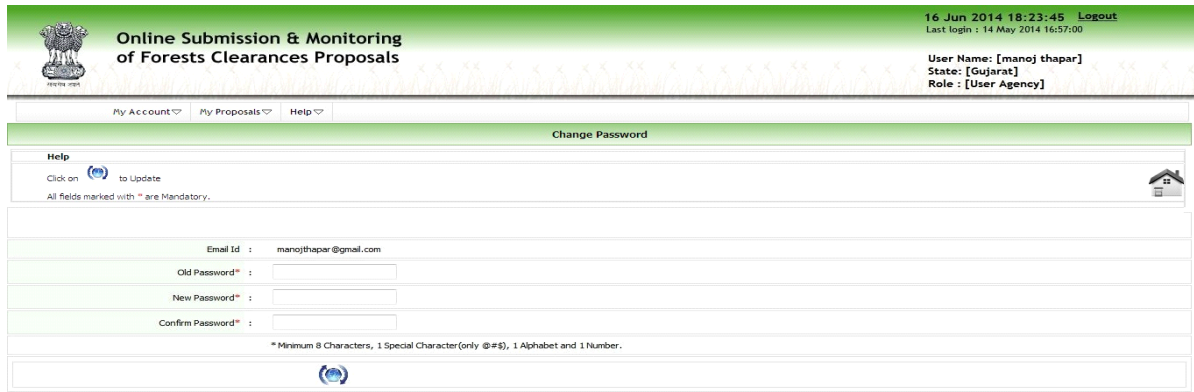 16 Jun 2014 18:23:45 Logout
Last login : 14 May 2014 16:57:00
Online Submission & Monitoring
of Forests Clearances Proposals
User Name: [manoj thapar]
State: [Gujarat]
Role : [User Agency]
सत्यमेव जयते
My Account My Proposals Help
Change Password
Help
Click on to Update
All fields marked with * are Mandatory.
Email Id : manojthapar@gmail.com
Old Password* :
New Password* :
Confirm Password* :
* Minimum 8 Characters, 1 Special Character(only @#$), 1 Alphabet and 1 Number.